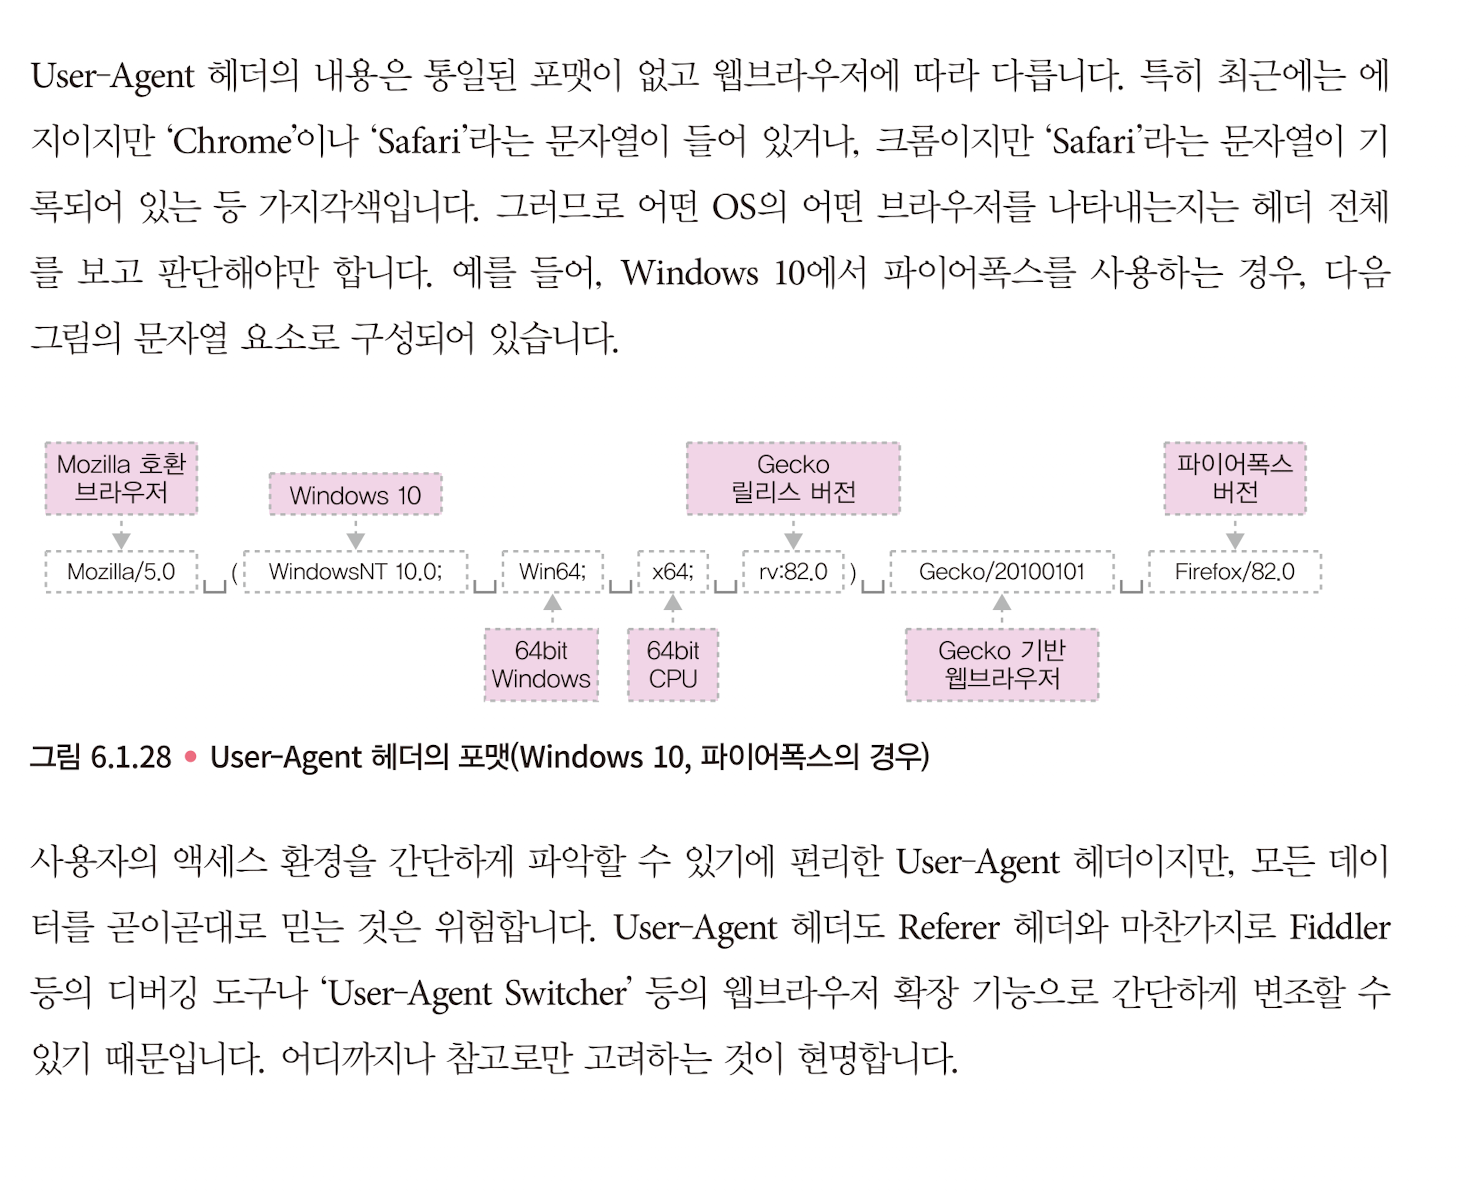 User-Agent 헤더의 내용은 통일된 포맷이 없고 웹브라우저에 따라 다릅니다. 특히 최근에는 에
지이지만 ‘Chrome’이나 ‘Safari’라는 문자열이 들어 있거나, 크롬이지만 ‘Safari’라는 문자열이 기
록되어 있는 등 가지각색입니다. 그러므로 어떤 OS의 어떤 브라우저를 나타내는지는 헤더 전체
를 보고 판단해야만 합니다. 예를 들어, Windows 10에서 파이어폭스를 사용하는 경우, 다음
그림의 문자열 요소로 구성되어 있습니다.
Mozilla 호환
브라우저
Windows 10
Gecko
릴리스 버전
파이어폭스
버전
Mozilla/5.0 ( WindowsNT 10.0; Win64; x64; rv:82.0 ) Gecko/20100101 Firefox/82.0
64bit
Windows
64bit
CPU
Gecko 기반
웹브라우저
그림 6.1.28 • User-Agent 헤더의 포맷(Windows 10, 파이어폭스의 경우)
사용자의 액세스 환경을 간단하게 파악할 수 있기에 편리한 User-Agent 헤더이지만, 모든 데이
터를 곧이곧대로 믿는 것은 위험합니다. User-Agent 헤더도 Referer 헤더와 마찬가지로 Fiddler
등의 디버깅 도구나 ‘User-Agent Switcher’ 등의 웹브라우저 확장 기능으로 간단하게 변조할 수
있기 때문입니다. 어디까지나 참고로만 고려하는 것이 현명합니다.